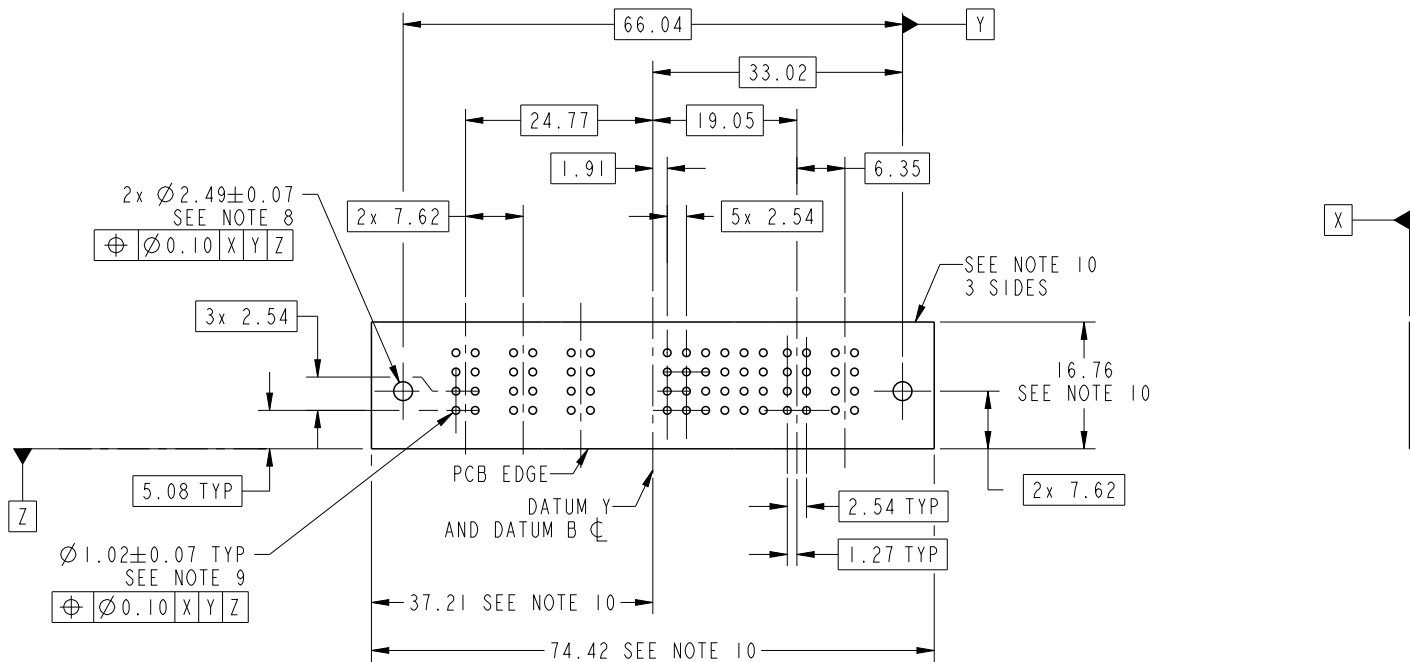 66.04
Y
33.02
24.77
19.05
1.91
6.35
2x Ø2.49±0.07
SEE NOTE 8
⌖ Ø0.10 X Y Z
2x 7.62
5x 2.54
X
SEE NOTE 10
3 SIDES
3x 2.54
16.76
SEE NOTE 10
PCB EDGE
5.08 TYP
Z
DATUM Y
AND DATUM B ℄
2x 7.62
2.54 TYP
1.27 TYP
Ø1.02±0.07 TYP
SEE NOTE 9
⌖ Ø0.10 X Y Z
37.21 SEE NOTE 10
74.42 SEE NOTE 10